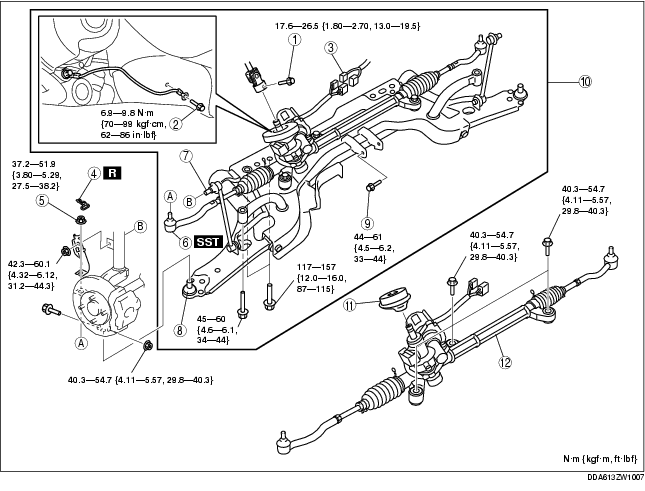 17.6—26.5 {1.80—2.70, 13.0—19.5}
1
3
10
6.9—9.8 N·m
{70—99 kgf·cm,
62—86 in·lbf}
2
37.2—51.9
{3.80—5.29,
27.5—38.2}
4 R
5
7
A
B
B
6 SST
9
44—61
{4.5—6.2,
33—44}
40.3—54.7
{4.11—5.57,
29.8—40.3}
40.3—54.7
{4.11—5.57,
29.8—40.3}
42.3—60.1
{4.32—6.12,
31.2—44.3}
117—157
{12.0—16.0,
87—115}
11
8
45—60
{4.6—6.1,
34—44}
A
12
40.3—54.7 {4.11—5.57, 29.8—40.3}
N·m {kgf·m, ft·lbf}
DDA613ZW1007